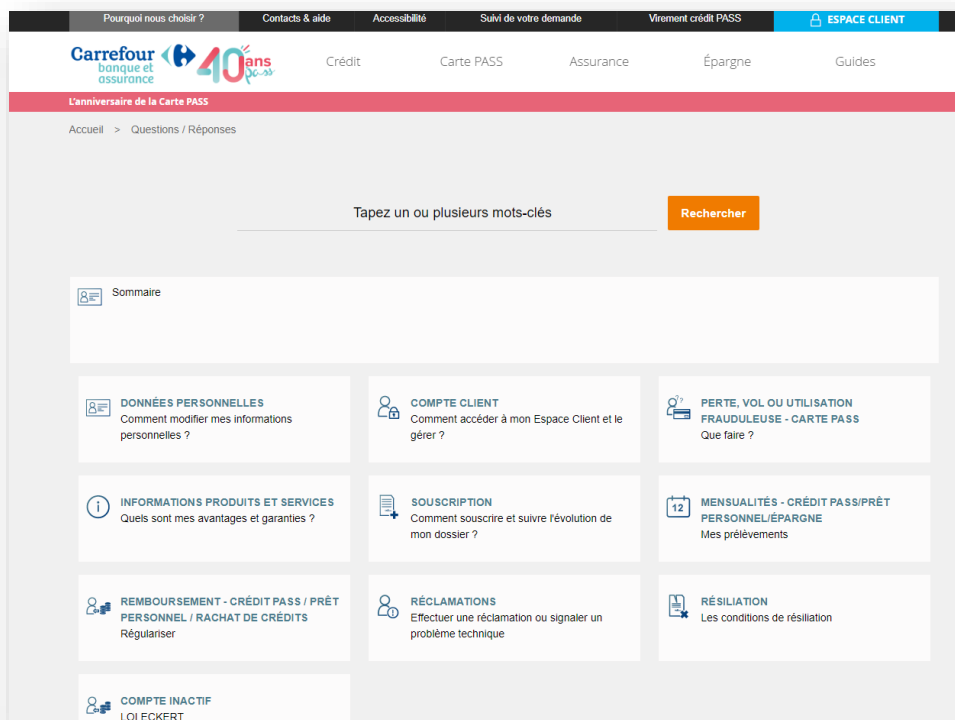 Pourquoi nous choisir ? Contacts & aide Accessibilité Suivi de votre demande Virement crédit PASS ESPACE CLIENT
Carrefour
banque et
assurance
40 ans
pass
Crédit Carte PASS Assurance Épargne Guides
L'anniversaire de la Carte PASS
Accueil > Questions / Réponses
Tapez un ou plusieurs mots-clés Rechercher
Sommaire
DONNÉES PERSONNELLES
Comment modifier mes informations
personnelles ?
COMPTE CLIENT
Comment accéder à mon Espace Client et le
gérer ?
PERTE, VOL OU UTILISATION
FRAUDULEUSE - CARTE PASS
Que faire ?
INFORMATIONS PRODUITS ET SERVICES
Quels sont mes avantages et garanties ?
SOUSCRIPTION
Comment souscrire et suivre l'évolution de
mon dossier ?
12
MENSUALITÉS - CRÉDIT PASS/PRÊT
PERSONNEL/ÉPARGNE
Mes prélèvements
REMBOURSEMENT - CRÉDIT PASS / PRÊT
PERSONNEL / RACHAT DE CRÉDITS
Régulariser
RÉCLAMATIONS
Effectuer une réclamation ou signaler un
problème technique
RÉSILIATION
Les conditions de résiliation
COMPTE INACTIF
LOI ECKERT